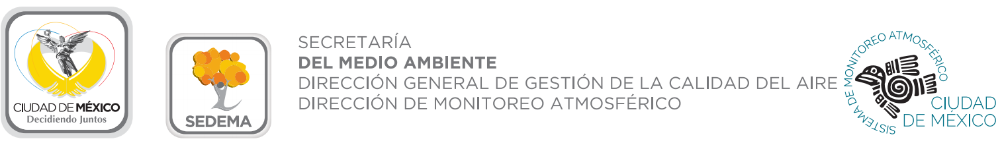 CIUDAD DE MÉXICO
Decidiendo Juntos
SEDEMA
SECRETARÍA
DEL MEDIO AMBIENTE
DIRECCIÓN GENERAL DE GESTIÓN DE LA CALIDAD DEL AIRE
DIRECCIÓN DE MONITOREO ATMOSFÉRICO
SISTEMA DE MONITOREO ATMOSFÉRICO
CIUDAD
DE MÉXICO